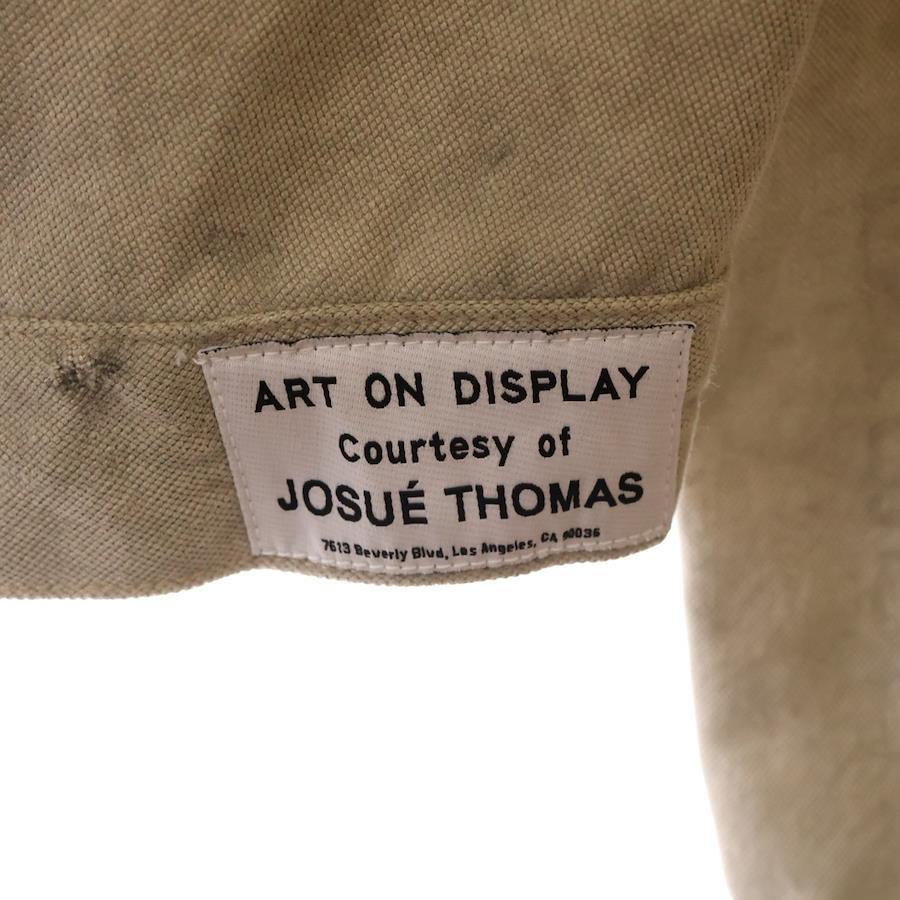 ART ON DISPLAY
Courtesy of
JOSUÉ THOMAS
7613 Beverly Blvd, Los Angeles, CA 90036